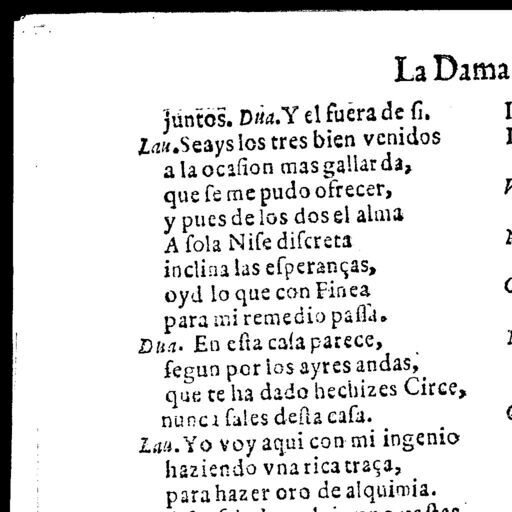 La Dama
juntos. Dua. Y el fuera de ſi.
Lau. Seays los tres bien venidos
a la ocaſion mas gallarda,
que ſe me pudo ofrecer,
y pues de los dos el alma
A ſola Niſe diſcreta
inclina las eſperanças,
oyd lo que con Finea
para mi remedio paſſa.
Dua. En eſta caſa parece,
ſegun por los ayres andas,
que te ha dado hechizes Circe,
nunca ſales deſta caſa.
Lau. Yo voy aqui con mi ingenio
haziendo vna rica traça,
para hazer oro de alquimia.